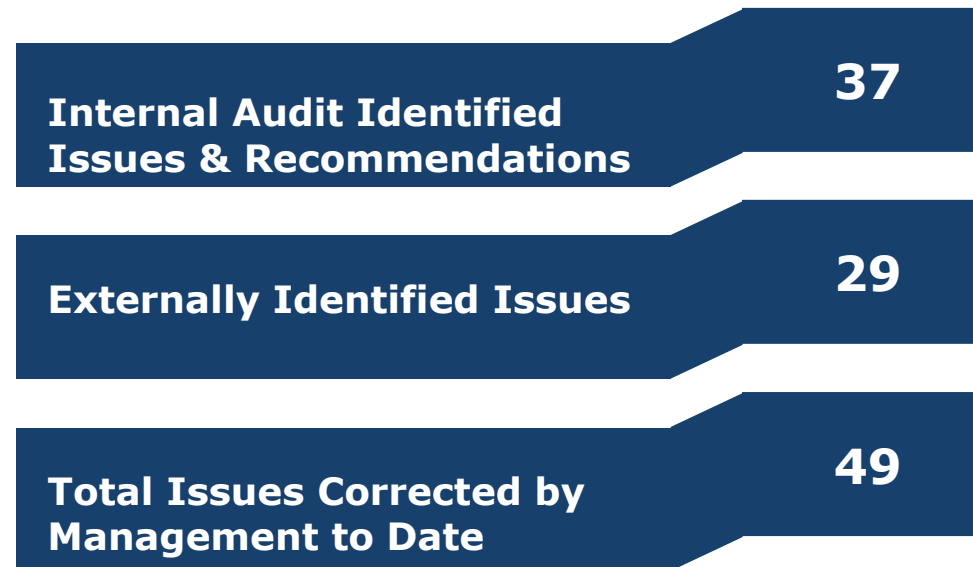 Internal Audit Identified
Issues & Recommendations
37
Externally Identified Issues
29
Total Issues Corrected by
Management to Date
49